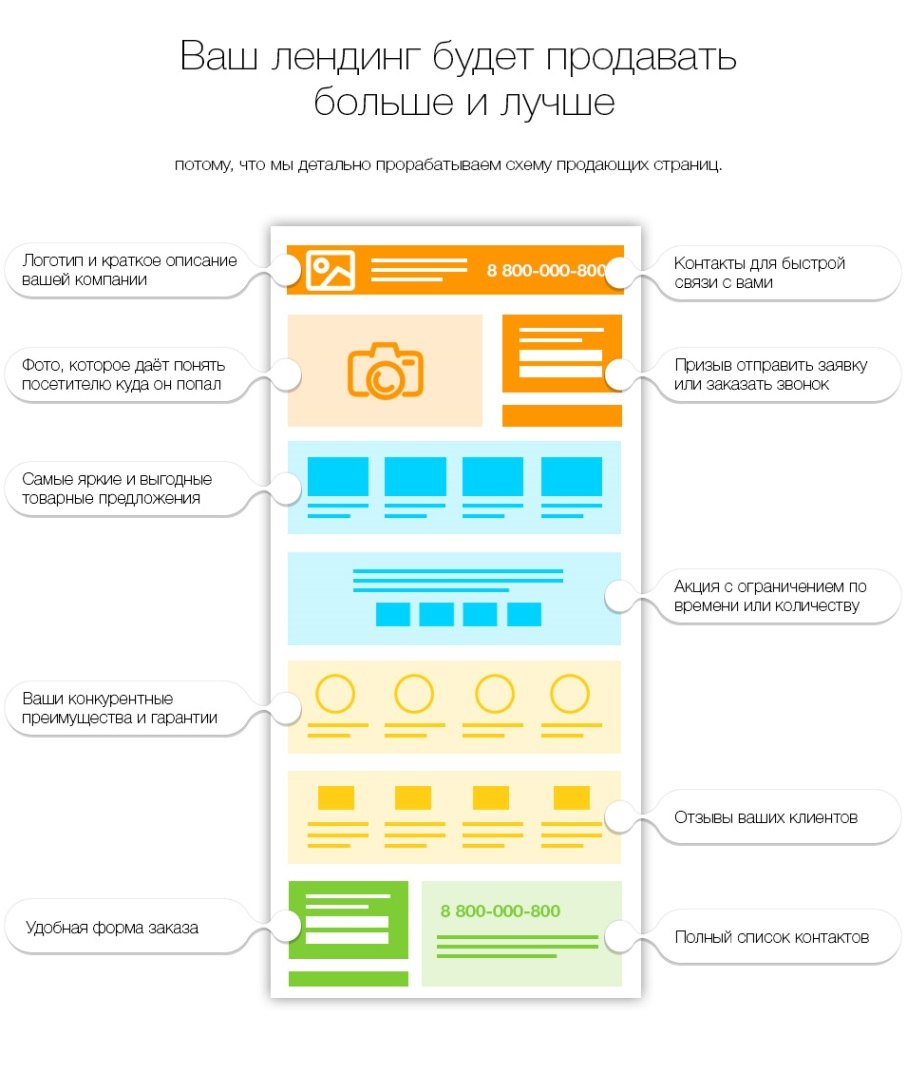 Ваш лендинг будет продавать
больше и лучше
потому, что мы детально прорабатываем схему продающих страниц.
Логотип и краткое описание
вашей компании
8 800-000-800
Контакты для быстрой
связи с вами
Фото, которое даёт понять
посетителю куда он попал
Призыв отправить заявку
или заказать звонок
Самые яркие и выгодные
товарные предложения
Акция с ограничением по
времени или количеству
Ваши конкурентные
преимущества и гарантии
Отзывы ваших клиентов
Удобная форма заказа
8 800-000-800
Полный список контактов